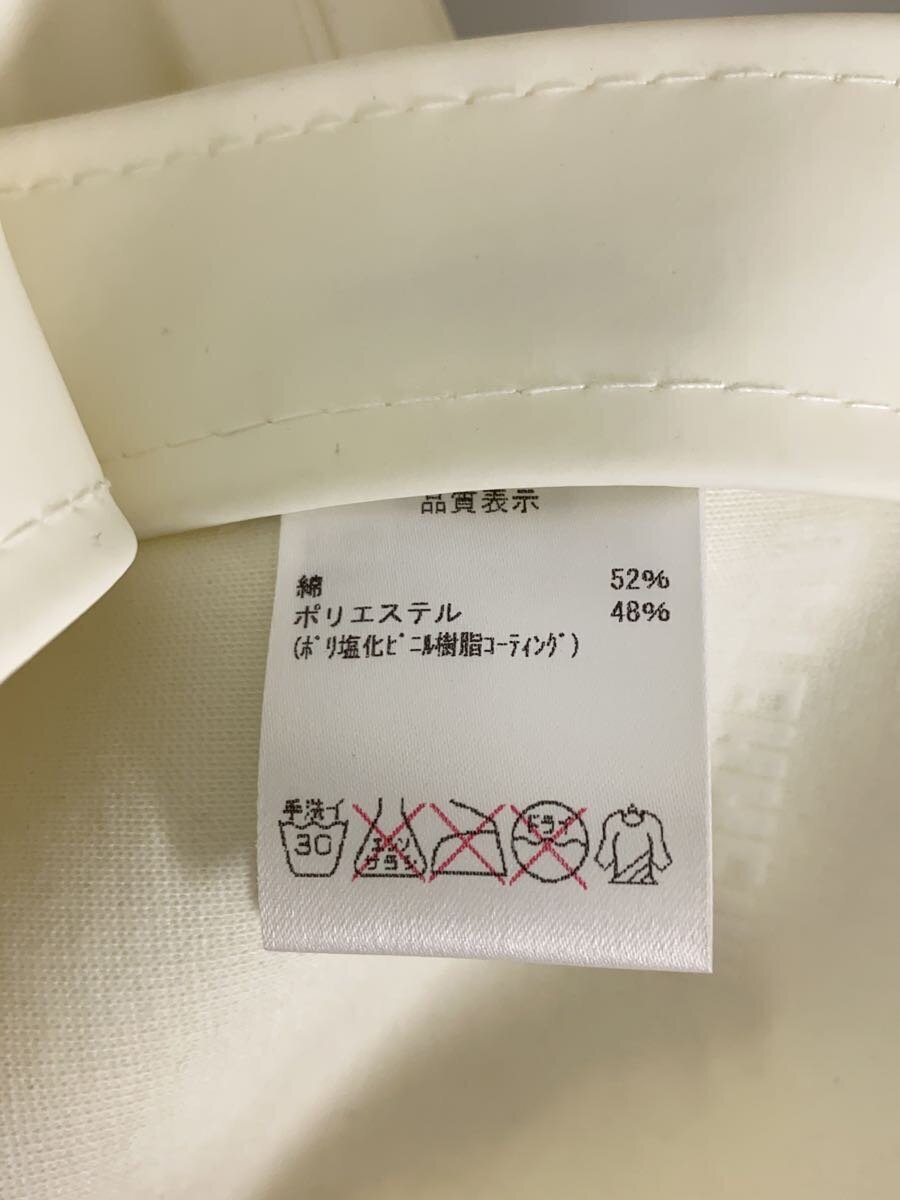 品質表示
綿 52%
ポリエステル 48%
(ﾎﾟﾘ塩化ﾋﾞﾆﾙ樹脂ｺｰﾃｨﾝｸﾞ)
手洗イ
30
エンソサラシ
ドライ